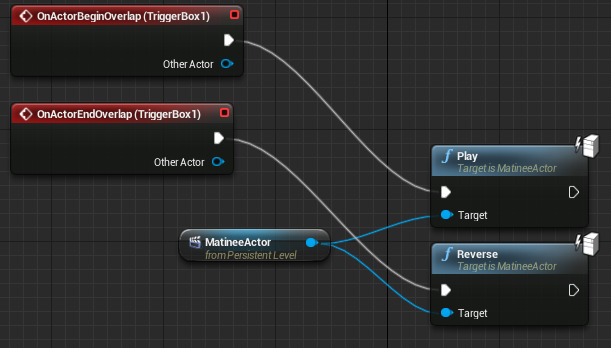 OnActorBeginOverlap (TriggerBox1)
Other Actor
OnActorEndOverlap (TriggerBox1)
Other Actor
MatineeActor
from Persistent Level
Play
Target is MatineeActor
Target
Reverse
Target is MatineeActor
Target